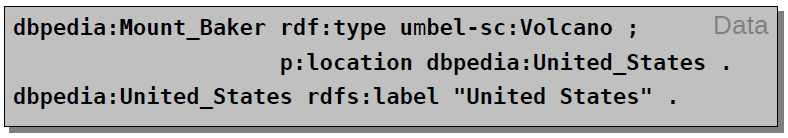 Data
dbpedia:Mount_Baker rdf:type umbel-sc:Volcano ;
p:location dbpedia:United_States .
dbpedia:United_States rdfs:label "United States" .